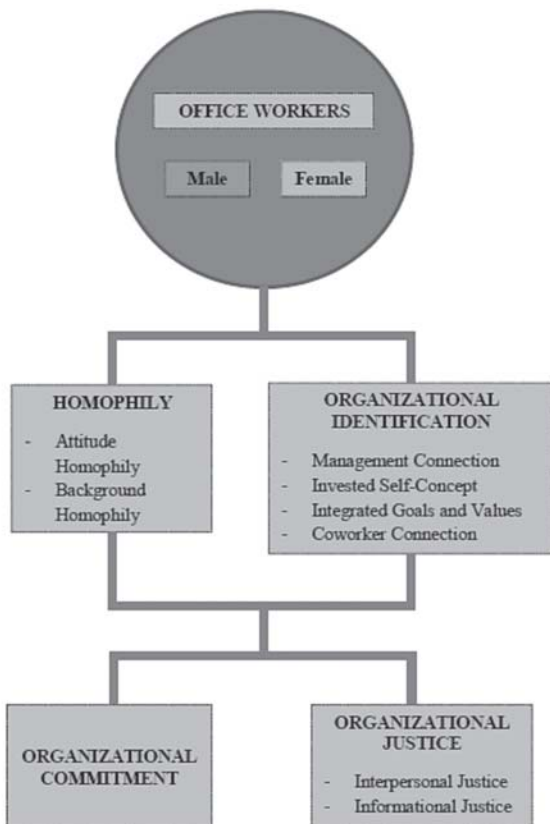 OFFICE WORKERS
Male
Female
HOMOPHILY
- Attitude
Homophily
- Background
Homophily
ORGANIZATIONAL
IDENTIFICATION
- Management Connection
- Invested Self-Concept
- Integrated Goals and Values
- Coworker Connection
ORGANIZATIONAL
COMMITMENT
ORGANIZATIONAL
JUSTICE
- Interpersonal Justice
- Informational Justice